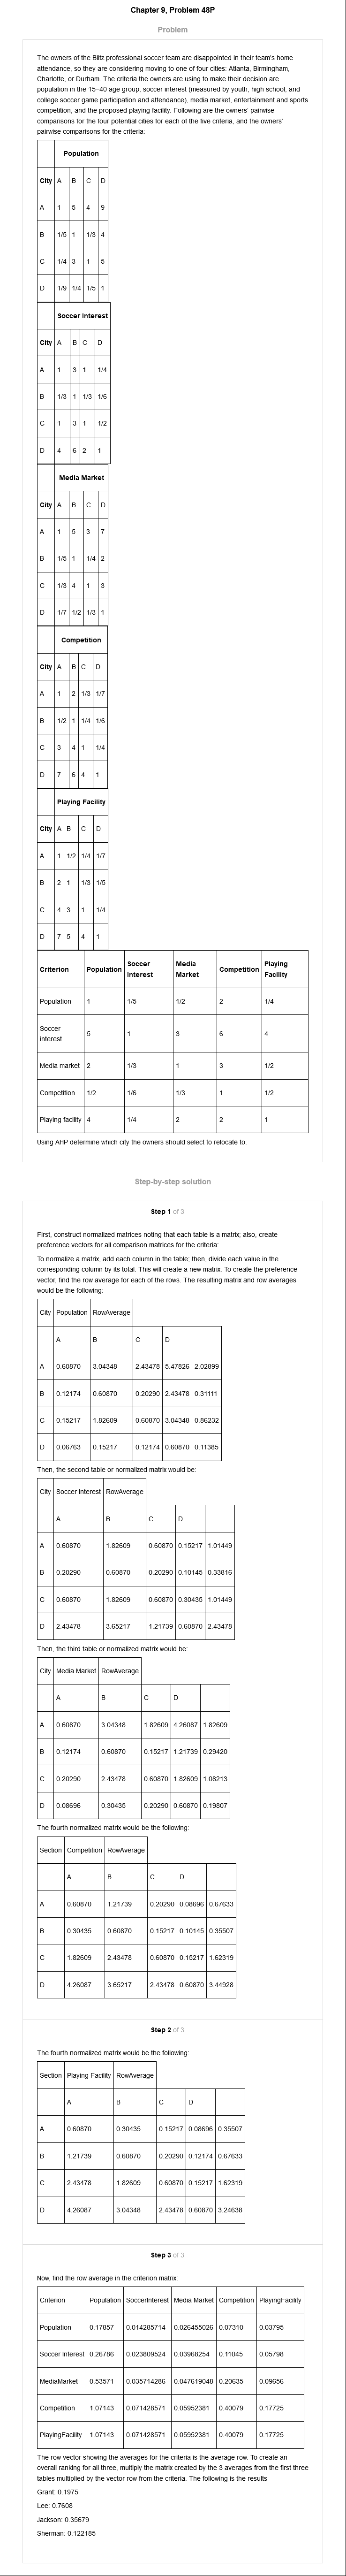 Chapter 9, Problem 48P
Problem
The owners of the Blitz professional soccer team are disappointed in their team's home
attendance, so they are considering moving to one of four cities: Atlanta, Birmingham,
Charlotte, or Durham. The criteria the owners are using to make their decision are
population in the 15–40 age group, soccer interest (measured by youth, high school, and
college soccer game participation and attendance), media market, entertainment and sports
competition, and the proposed playing facility. Following are the owners' pairwise
comparisons for the four potential cities for each of the five criteria, and the owners'
pairwise comparisons for the criteria:
Population
City A B C D
A 1 5 4 9
B 1/5 1 1/3 4
C 1/4 3 1 5
D 1/9 1/4 1/5 1
Soccer Interest
City A B C D
A 1 3 1 1/4
B 1/3 1 1/3 1/6
C 1 3 1 1/2
D 4 6 2 1
Media Market
City A B C D
A 1 5 3 7
B 1/5 1 1/4 2
C 1/3 4 1 3
D 1/7 1/2 1/3 1
Competition
City A B C D
A 1 2 1/3 1/7
B 1/2 1 1/4 1/6
C 3 4 1 1/4
D 7 6 4 1
Playing Facility
City A B C D
A 1 1/2 1/4 1/7
B 2 1 1/3 1/5
C 4 3 1 1/4
D 7 5 4 1
Criterion Population Soccer Interest Media Market Competition Playing Facility
Population 1 1/5 1/2 2 1/4
Soccer interest 5 1 3 6 4
Media market 2 1/3 1 3 1/2
Competition 1/2 1/6 1/3 1 1/2
Playing facility 4 1/4 2 2 1
Using AHP determine which city the owners should select to relocate to.
Step-by-step solution
Step 1 of 3
First, construct normalized matrices noting that each table is a matrix, also, create
preference vectors for all comparison matrices for the criteria:
To normalize a matrix, add each column in the table; then, divide each value in the
corresponding column by its total. This will create a new matrix. To create the preference
vector, find the row average for each of the rows. The resulting matrix and row averages
would be the following:
City Population RowAverage
A B C D
A 0.60870 3.04348 2.43478 5.47826 2.02899
B 0.12174 0.60870 0.20290 2.43478 0.31111
C 0.15217 1.82609 0.60870 3.04348 0.86232
D 0.06763 0.15217 0.12174 0.60870 0.11385
Then, the second table or normalized matrix would be:
City Soccer Interest RowAverage
A B C D
A 0.60870 1.82609 0.60870 0.15217 1.01449
B 0.20290 0.60870 0.20290 0.10145 0.33816
C 0.60870 1.82609 0.60870 0.30435 1.01449
D 2.43478 3.65217 1.21739 0.60870 2.43478
Then, the third table or normalized matrix would be:
City Media Market RowAverage
A B C D
A 0.60870 3.04348 1.82609 4.26087 1.82609
B 0.12174 0.60870 0.15217 1.21739 0.29420
C 0.20290 2.43478 0.60870 1.82609 1.08213
D 0.08696 0.30435 0.20290 0.60870 0.19807
The fourth normalized matrix would be the following:
Section Competition RowAverage
A B C D
A 0.60870 1.21739 0.20290 0.08696 0.67633
B 0.30435 0.60870 0.15217 0.10145 0.35507
C 1.82609 2.43478 0.60870 0.15217 1.62319
D 4.26087 3.65217 2.43478 0.60870 3.44928
Step 2 of 3
The fourth normalized matrix would be the following:
Section Playing Facility RowAverage
A B C D
A 0.60870 0.30435 0.15217 0.08696 0.35507
B 1.21739 0.60870 0.20290 0.12174 0.67633
C 2.43478 1.82609 0.60870 0.15217 1.62319
D 4.26087 3.04348 2.43478 0.60870 3.24638
Step 3 of 3
Now, find the row average in the criterion matrix:
Criterion Population SoccerInterest Media Market Competition PlayingFacility
Population 0.17857 0.014285714 0.026455026 0.07310 0.03795
Soccer Interest 0.26786 0.023809524 0.03968254 0.11045 0.05798
MediaMarket 0.53571 0.035714286 0.047619048 0.20635 0.09656
Competition 1.07143 0.071428571 0.05952381 0.40079 0.17725
PlayingFacility 1.07143 0.071428571 0.05952381 0.40079 0.17725
The row vector showing the averages for the criteria is the average row. To create an
overall ranking for all three, multiply the matrix created by the 3 averages from the first three
tables multiplied by the vector row from the criteria. The following is the results
Grant: 0.1975
Lee: 0.7608
Jackson: 0.35679
Sherman: 0.122185